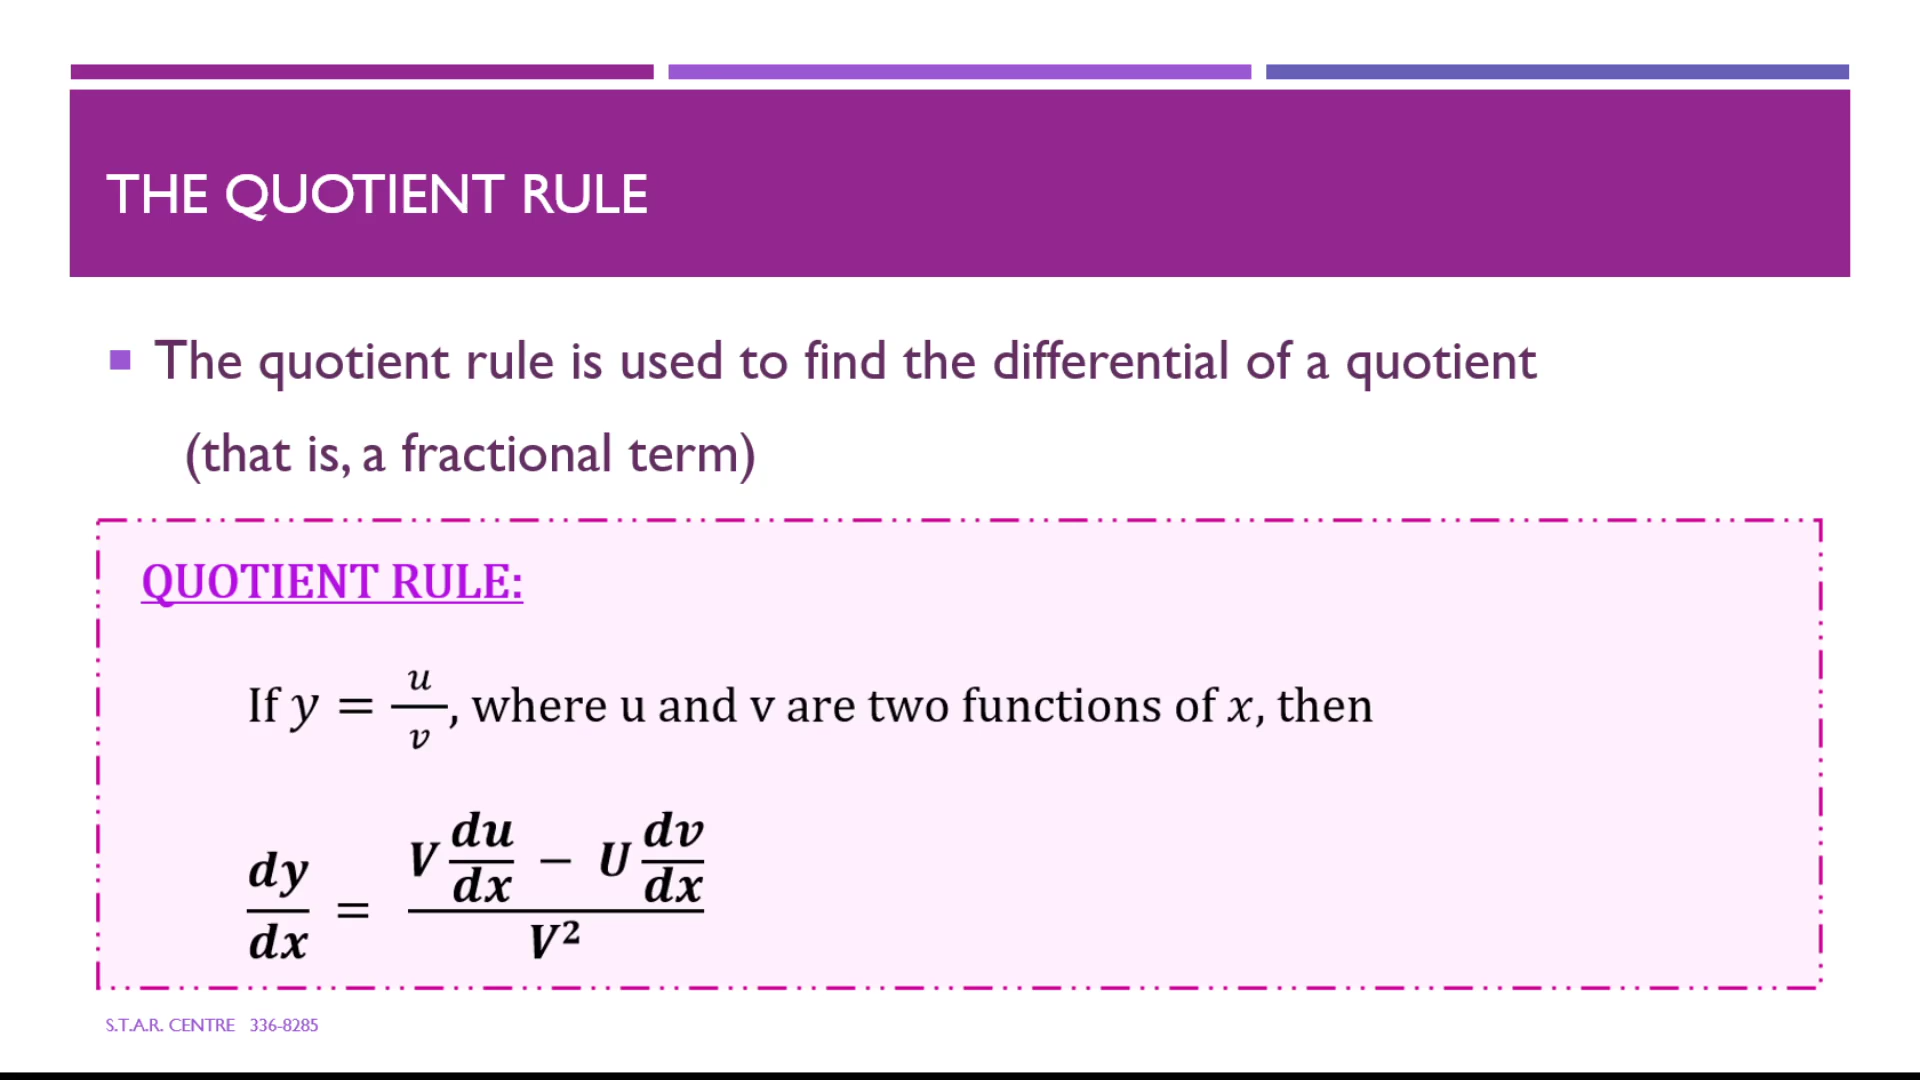 THE QUOTIENT RULE
The quotient rule is used to find the differential of a quotient
(that is, a fractional term)
QUOTIENT RULE:
If y = u/v, where u and v are two functions of x, then
dy/dx = (V du/dx − U dv/dx)/V²
S.T.A.R. CENTRE 336-8285